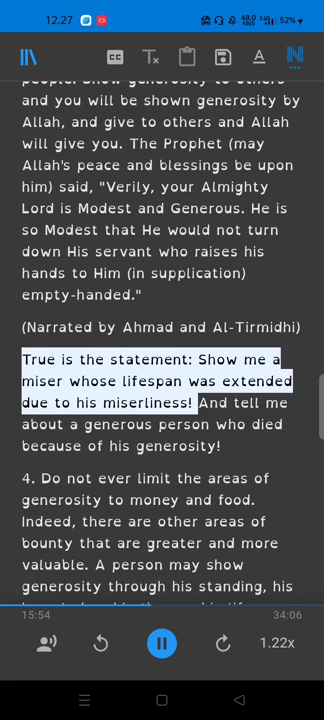 12.27
48.0
KB/s
24G
52%
CC
people. Show generosity to others
and you will be shown generosity by
Allah, and give to others and Allah
will give you. The Prophet (may
Allah's peace and blessings be upon
him) said, "Verily, your Almighty
Lord is Modest and Generous. He is
so Modest that He would not turn
down His servant who raises his
hands to Him (in supplication)
empty-handed."
(Narrated by Ahmad and Al-Tirmidhi)
True is the statement: Show me a
miser whose lifespan was extended
due to his miserliness! And tell me
about a generous person who died
because of his generosity!
4. Do not ever limit the areas of
generosity to money and food.
Indeed, there are other areas of
bounty that are greater and more
valuable. A person may show
generosity through his standing, his
15:54
34:06
1.22x